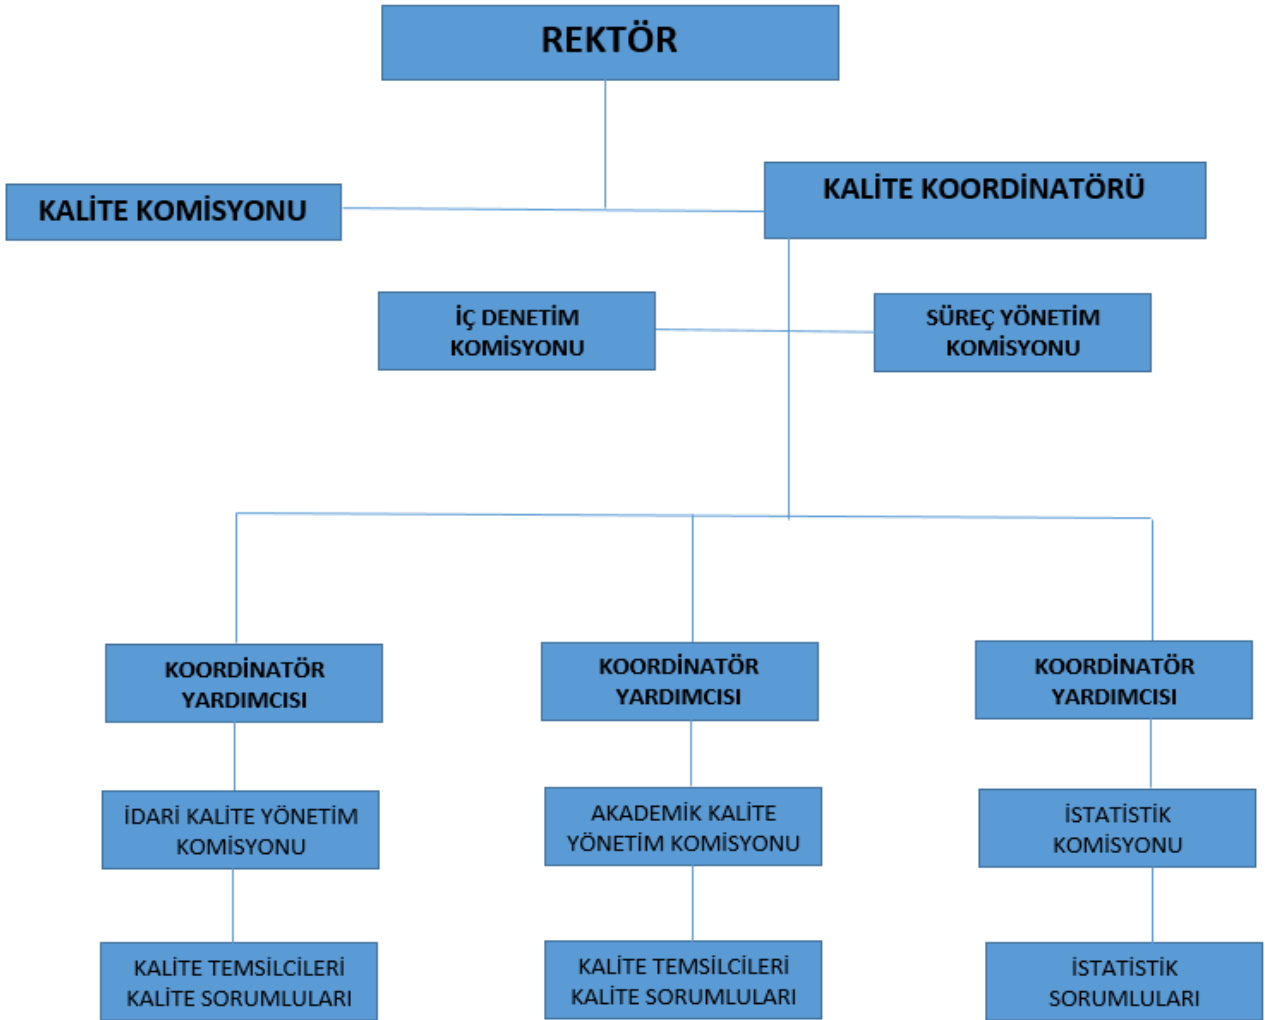 REKTÖR
KALİTE KOMİSYONU
KALİTE KOORDİNATÖRÜ
İÇ DENETİM
KOMİSYONU
SÜREÇ YÖNETİM
KOMİSYONU
KOORDİNATÖR
YARDIMCISI
KOORDİNATÖR
YARDIMCISI
KOORDİNATÖR
YARDIMCISI
İDARİ KALİTE YÖNETİM
KOMİSYONU
AKADEMİK KALİTE
YÖNETİM KOMİSYONU
İSTATİSTİK
KOMİSYONU
KALİTE TEMSİLCİLERİ
KALİTE SORUMLULARI
KALİTE TEMSİLCİLERİ
KALİTE SORUMLULARI
İSTATİSTİK
SORUMLULARI